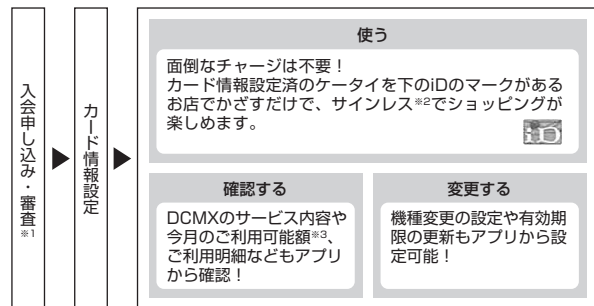 入会申し込み・審査※1
カード情報設定
使う
面倒なチャージは不要！
カード情報設定済のケータイを下のiDのマークがある
お店でかざすだけで、サインレス※2でショッピングが
楽しめます。
iD
確認する
DCMXのサービス内容や
今月のご利用可能額※3、
ご利用明細などもアプリ
から確認！
変更する
機種変更の設定や有効期
限の更新もアプリから設
定可能！